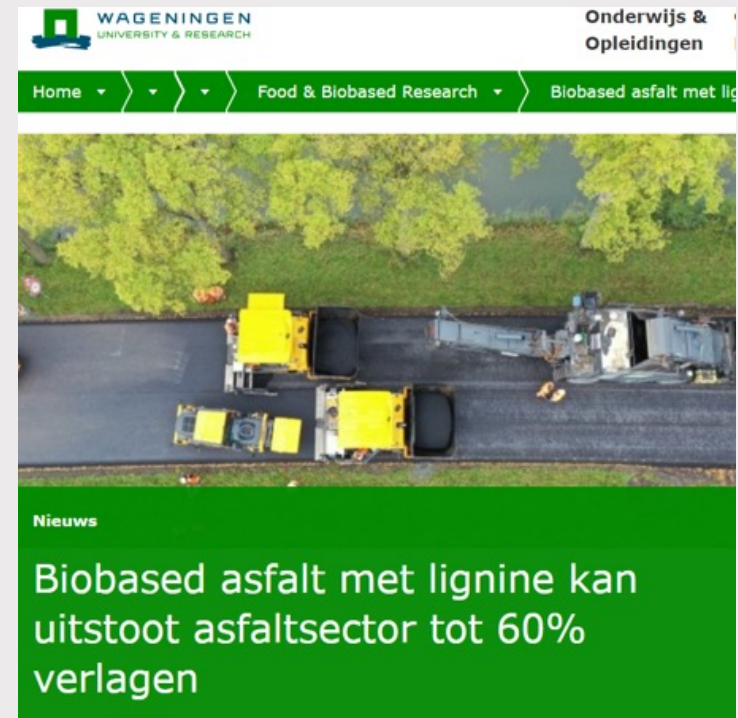 WAGENINGEN
UNIVERSITY & RESEARCH
Onderwijs &
Opleidingen
Home
Food & Biobased Research
Biobased asfalt met lig
Nieuws
Biobased asfalt met lignine kan
uitstoot asfaltsector tot 60%
verlagen